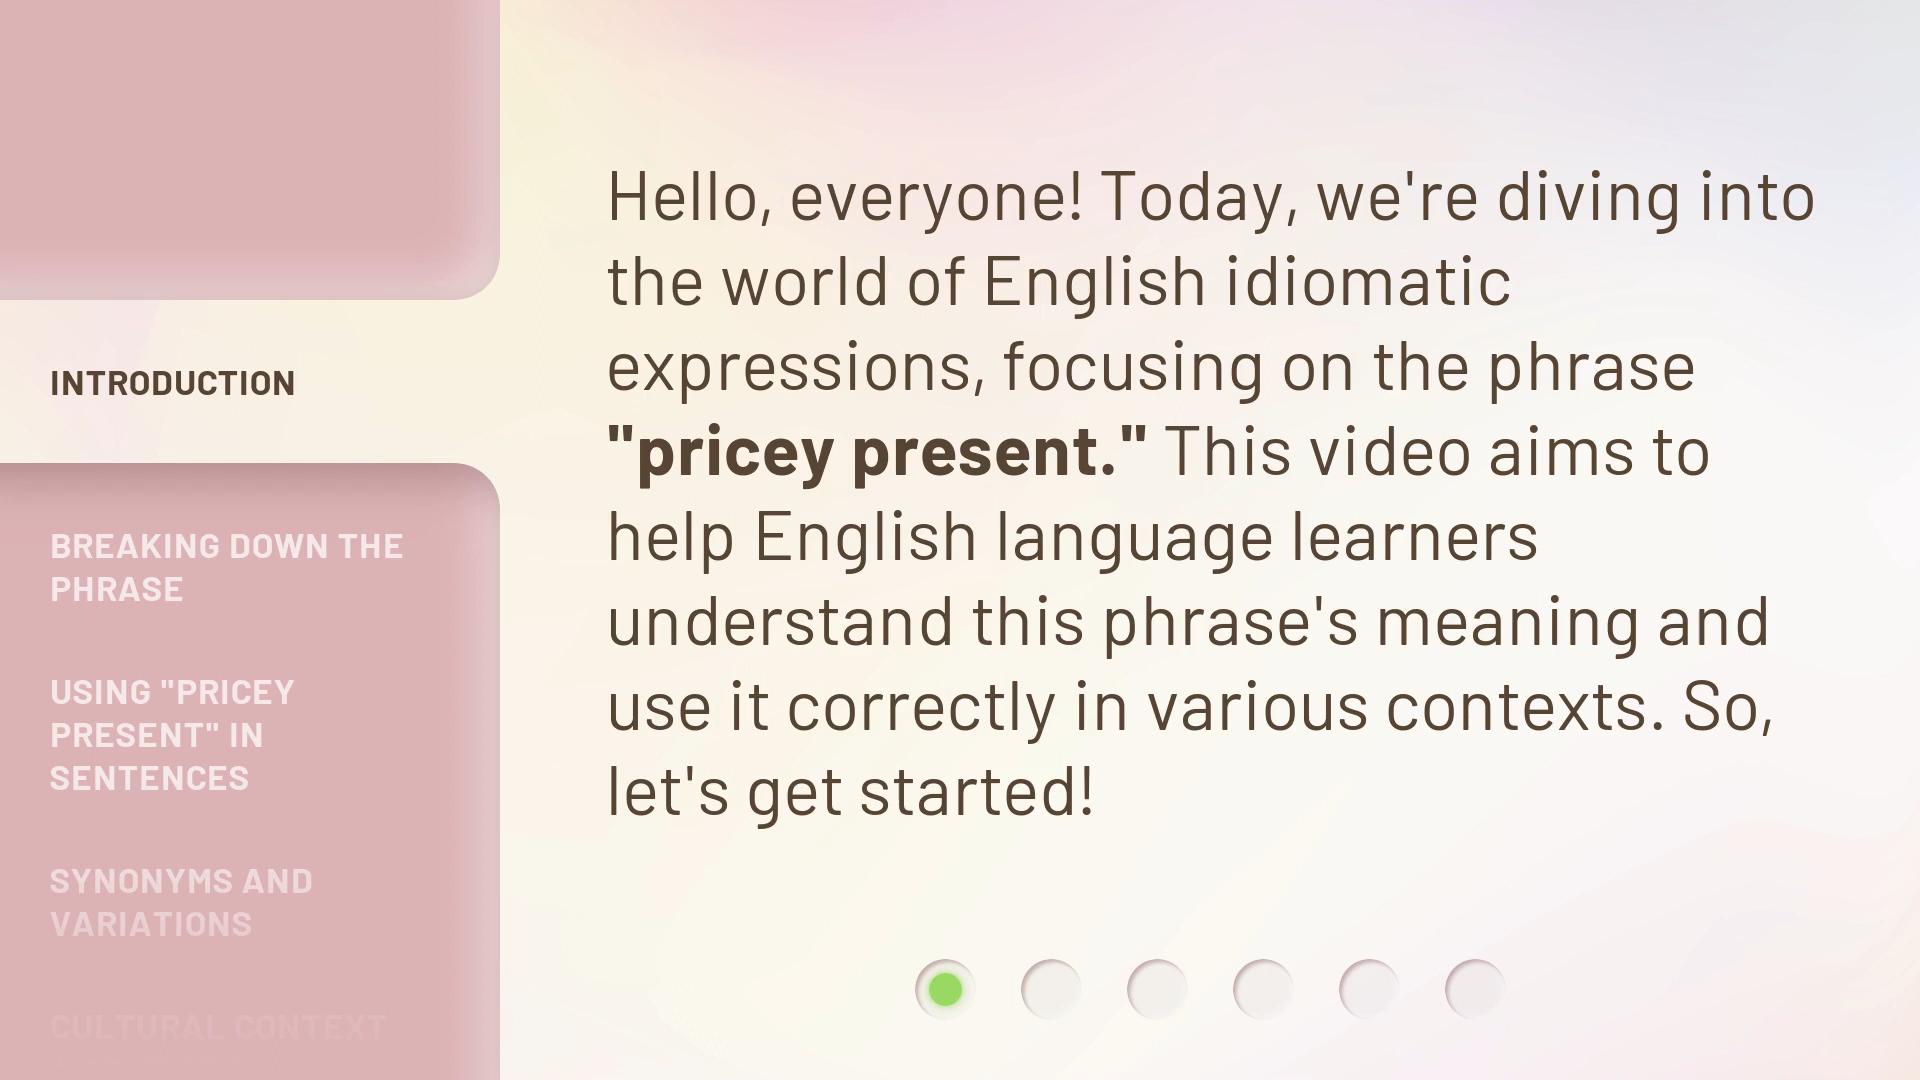 INTRODUCTION
BREAKING DOWN THE
PHRASE
USING "PRICEY
PRESENT" IN
SENTENCES
SYNONYMS AND
VARIATIONS
CULTURAL CONTEXT
Hello, everyone! Today, we're diving into
the world of English idiomatic
expressions, focusing on the phrase
"pricey present." This video aims to
help English language learners
understand this phrase's meaning and
use it correctly in various contexts. So,
let's get started!